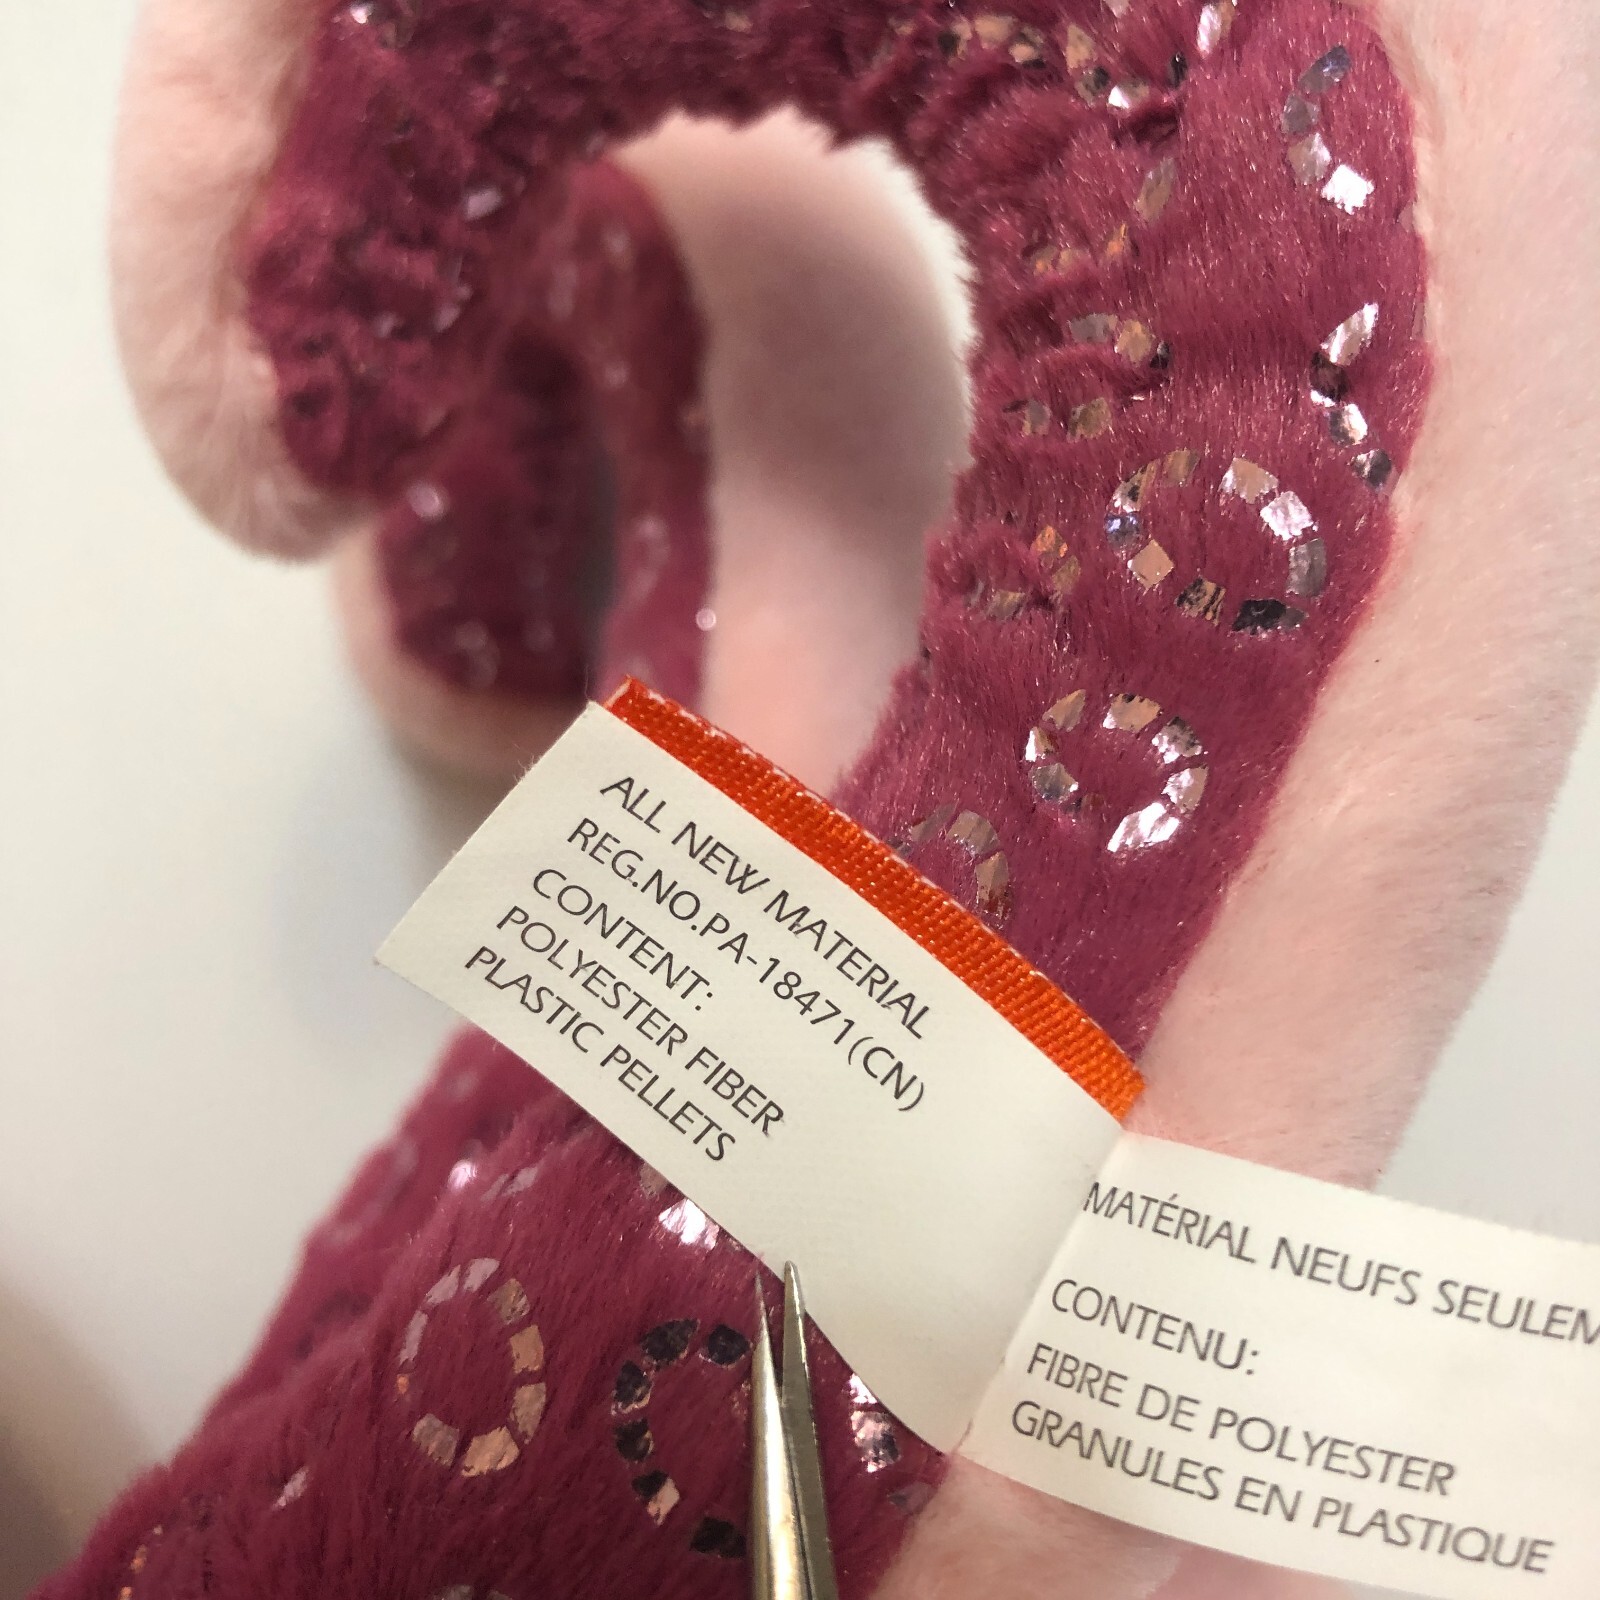 ALL NEW MATERIAL
REG.NO.PA-18471(CN)
CONTENT:
POLYESTER FIBER
PLASTIC PELLETS
MATÉRIAL NEUFS
CONTENU:
FIBRE DE POLYESTER
GRANULES EN PLASTIQUE